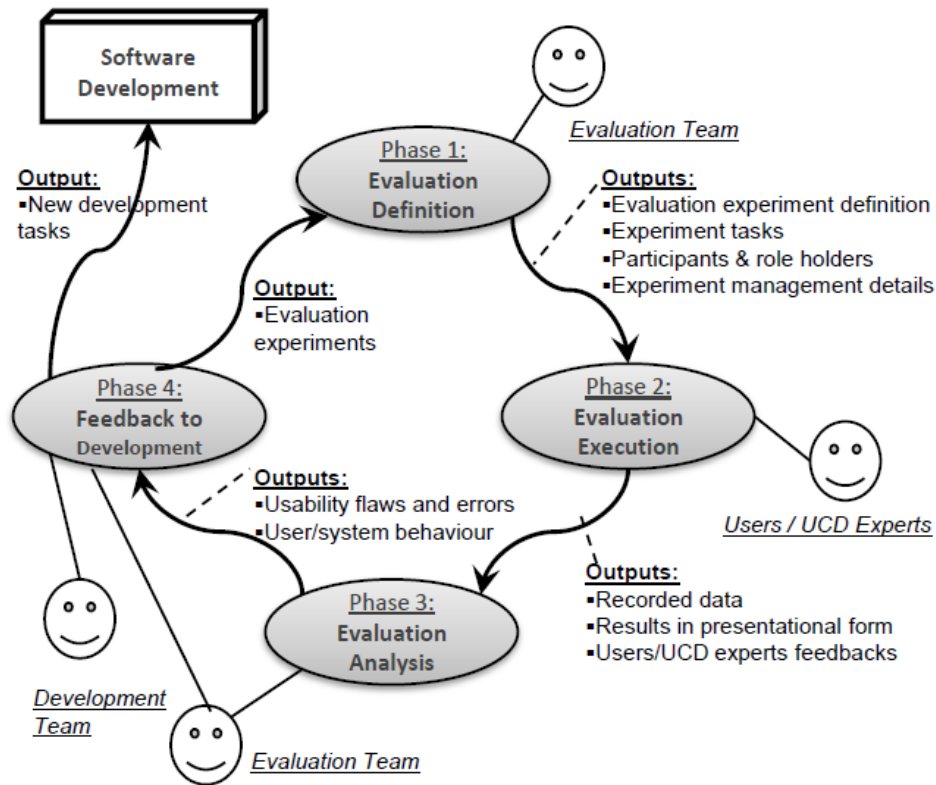 Software
Development
Evaluation Team
Phase 1:
Evaluation
Definition
Output:
▪New development
tasks
Outputs:
▪Evaluation experiment definition
▪Experiment tasks
▪Participants & role holders
▪Experiment management details
Output:
▪Evaluation
experiments
Phase 4:
Feedback to
Development
Phase 2:
Evaluation
Execution
Outputs:
▪Usability flaws and errors
▪User/system behaviour
Users / UCD Experts
Outputs:
▪Recorded data
▪Results in presentational form
▪Users/UCD experts feedbacks
Phase 3:
Evaluation
Analysis
Development
Team
Evaluation Team